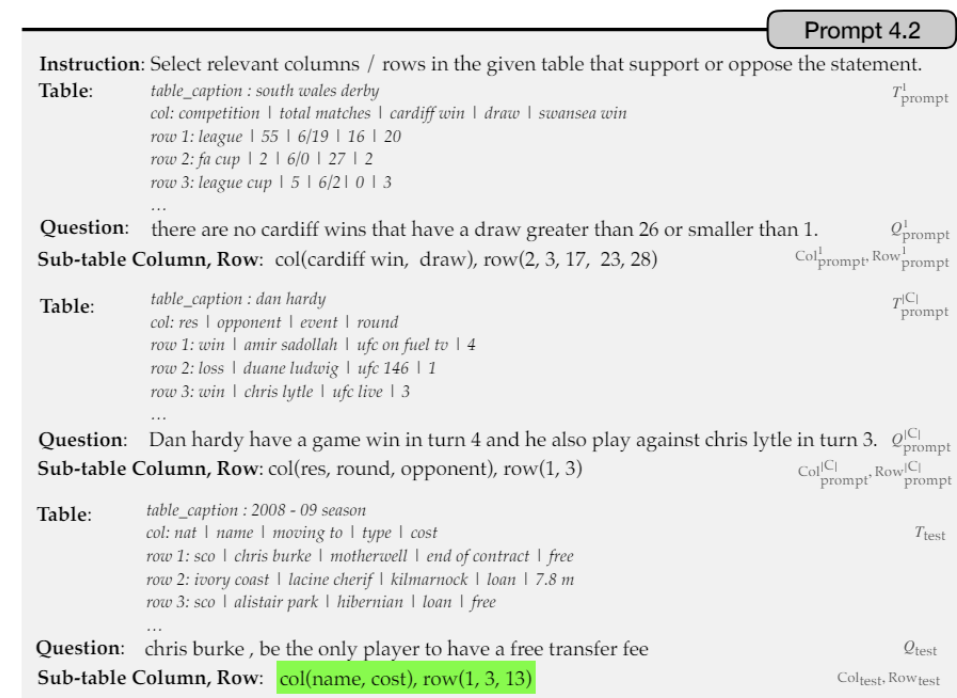 Prompt 4.2
Instruction: Select relevant columns / rows in the given table that support or oppose the statement.
Table: table_caption : south wales derby T¹prompt
col: competition | total matches | cardiff win | draw | swansea win
row 1: league | 55 | 6/19 | 16 | 20
row 2: fa cup | 2 | 6/0 | 27 | 2
row 3: league cup | 5 | 6/2| 0 | 3
...
Question: there are no cardiff wins that have a draw greater than 26 or smaller than 1. Q¹prompt
Sub-table Column, Row: col(cardiff win, draw), row(2, 3, 17, 23, 28) Col¹prompt, Row¹prompt
Table: table_caption : dan hardy T|C|prompt
col: res | opponent | event | round
row 1: win | amir sadollah | ufc on fuel tv | 4
row 2: loss | duane ludwig | ufc 146 | 1
row 3: win | chris lytle | ufc live | 3
...
Question: Dan hardy have a game win in turn 4 and he also play against chris lytle in turn 3. Q|C|prompt
Sub-table Column, Row: col(res, round, opponent), row(1, 3) Col|C|prompt, Row|C|prompt
Table: table_caption : 2008 - 09 season
col: nat | name | moving to | type | cost Ttest
row 1: sco | chris burke | motherwell | end of contract | free
row 2: ivory coast | lacine cherif | kilmarnock | loan | 7.8 m
row 3: sco | alistair park | hibernian | loan | free
...
Question: chris burke , be the only player to have a free transfer fee Qtest
Sub-table Column, Row: col(name, cost), row(1, 3, 13) Coltest, Rowtest